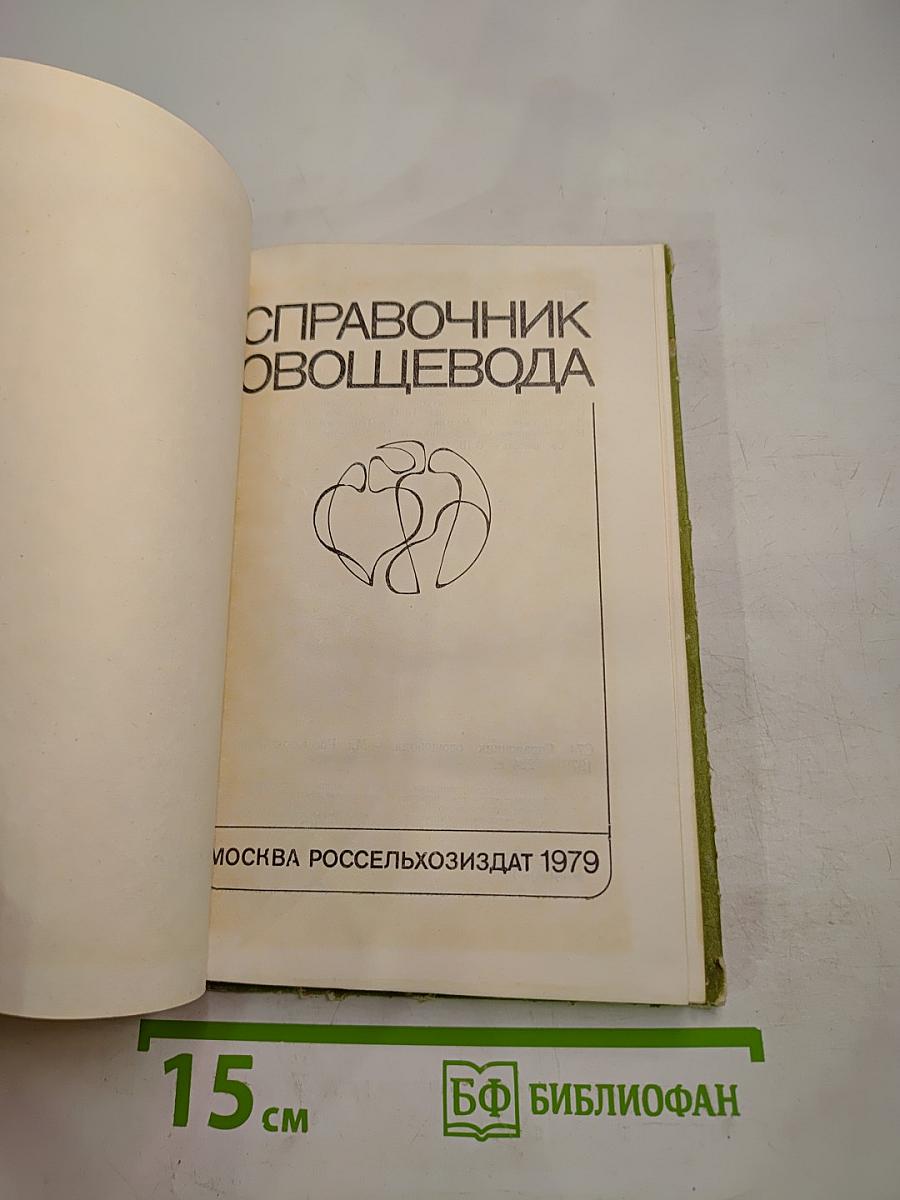 СПРАВОЧНИК
ОВОЩЕВОДА
МОСКВА РОССЕЛЬХОЗИЗДАТ 1979
15 см
БФ БИБЛИОФАН